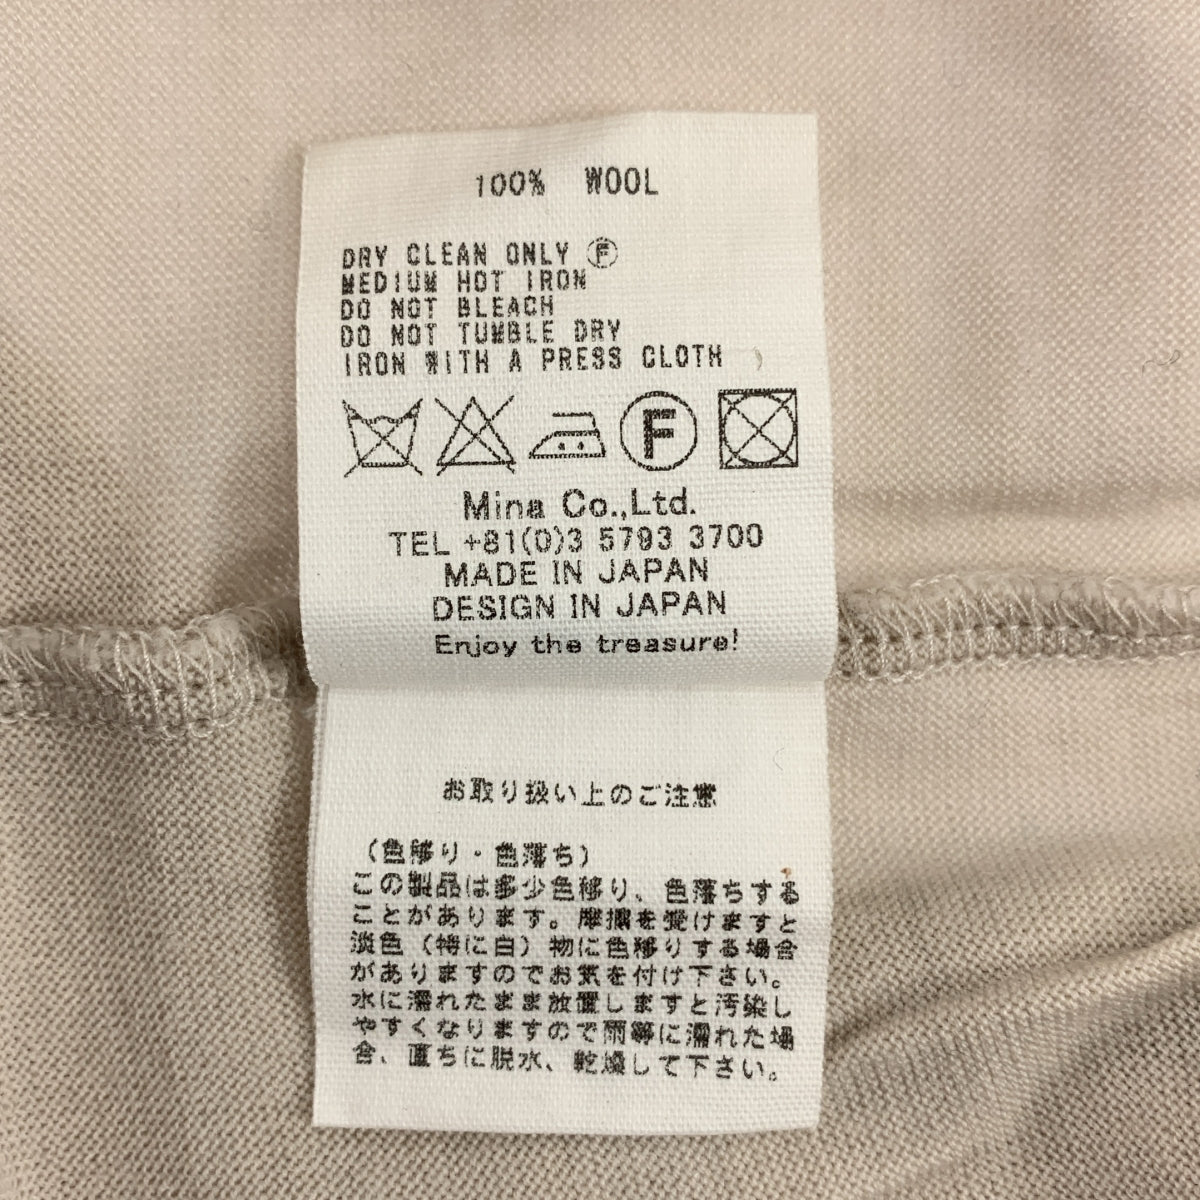 100% WOOL
DRY CLEAN ONLY Ⓕ
MEDIUM HOT IRON
DO NOT BLEACH
DO NOT TUMBLE DRY
IRON WITH A PRESS CLOTH
F
Mina Co.,Ltd.
TEL +81(0)3 5793 3700
MADE IN JAPAN
DESIGN IN JAPAN
Enjoy the treasure!
お取り扱い上のご注意
(色移り・色落ち)
この製品は多少色移り、色落ちする
ことがあります。摩擦を受けますと
淡色(特に白)物に色移りする場合
がありますのでお気を付け下さい。
水に濡れたまま放置しますと汚染し
やすくなりますので雨等に濡れた場
合、直ちに脱水、乾燥して下さい。